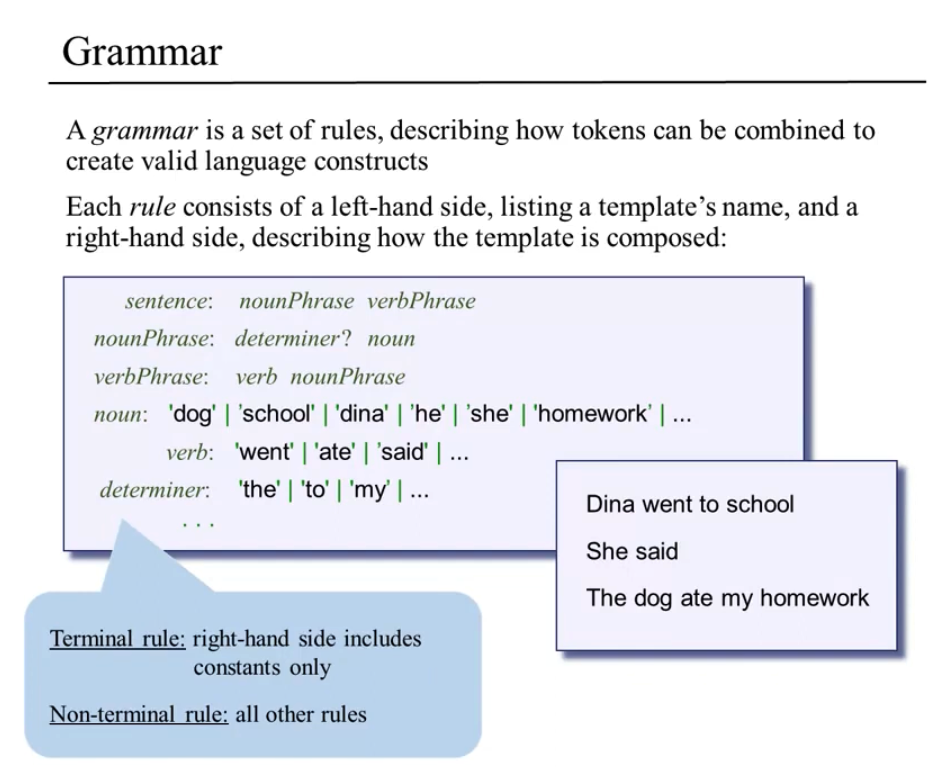 Grammar
A grammar is a set of rules, describing how tokens can be combined to
create valid language constructs
Each rule consists of a left-hand side, listing a template’s name, and a
right-hand side, describing how the template is composed:
sentence: nounPhrase verbPhrase
nounPhrase: determiner? noun
verbPhrase: verb nounPhrase
noun: 'dog' | ’school' | 'dina' | 'he' | ’she' | 'homework’ | ...
verb: 'went' | 'ate' | ’said' | ...
determiner: 'the' | 'to' | 'my’ | ...
. . .
Dina went to school
She said
The dog ate my homework
Terminal rule: right-hand side includes
constants only
Non-terminal rule: all other rules